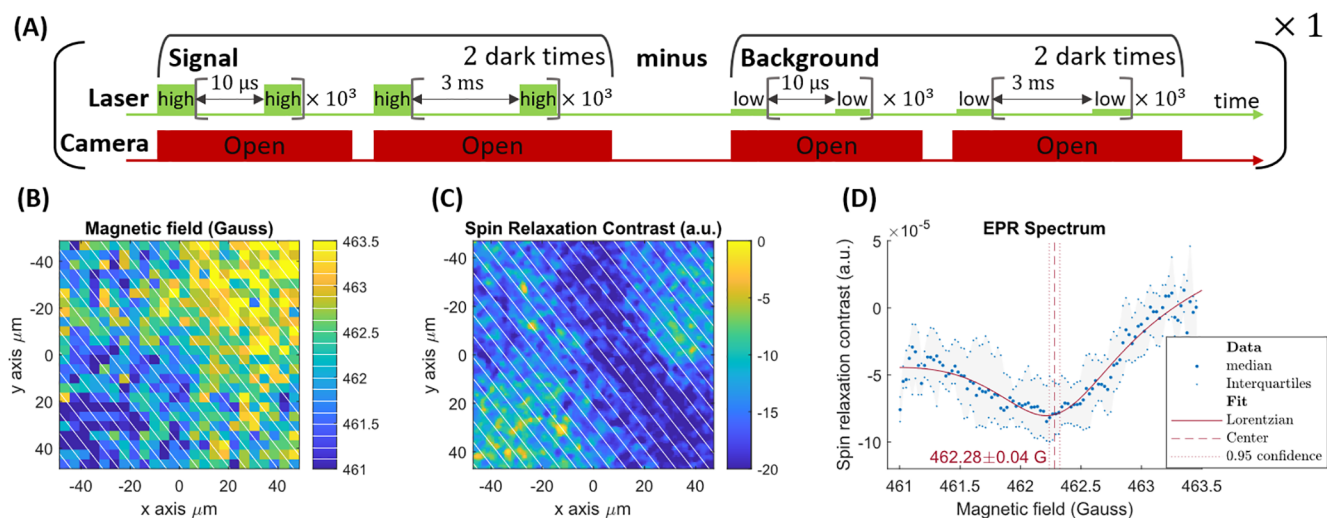 (A)
× 1
Signal 2 dark times minus Background 2 dark times
10 μs 3 ms 10 μs 3 ms
Laser high high × 10³ high high × 10³ low low × 10³ low low × 10³ time
Camera Open Open Open Open
(B)
Magnetic field (Gauss)
463.5
463
462.5
462
461.5
461
y axis μm
-40
-20
0
20
40
-40 -20 0 20 40
x axis μm
(C)
Spin Relaxation Contrast (a.u.)
0
-5
-10
-15
-20
y axis μm
-40
-20
0
20
40
-40 -20 0 20 40
x axis μm
(D)
EPR Spectrum
× 10⁻⁵
Spin relaxation contrast (a.u.)
5
0
-5
-10
462.28±0.04 G
461 461.5 462 462.5 463 463.5
Magnetic field (Gauss)
Data
median
Interquartiles
Fit
Lorentzian
Center
0.95 confidence